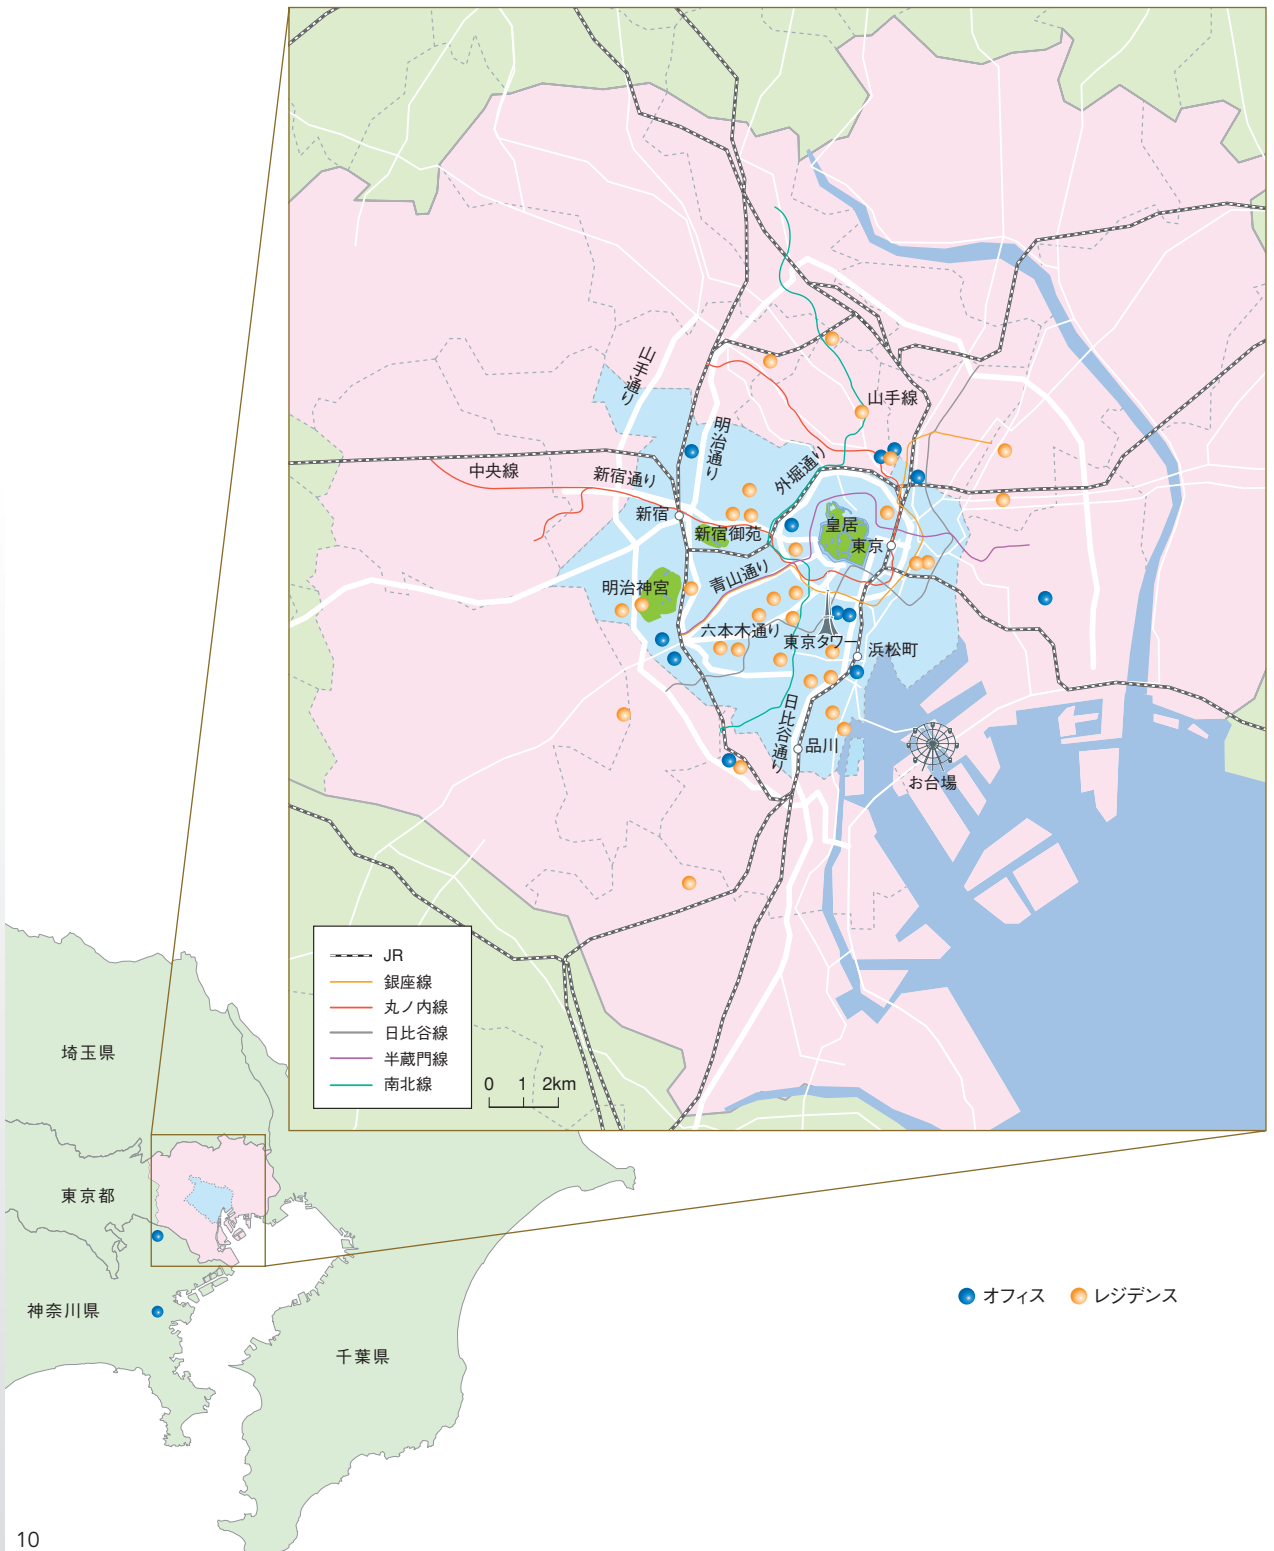 山手通り
明治通り
山手線
中央線
新宿通り
外堀通り
新宿
新宿御苑
皇居
東京
青山通り
明治神宮
六本木通り
東京タワー
浜松町
日比谷通り
品川
お台場
JR
銀座線
丸ノ内線
日比谷線
半蔵門線
南北線
0 1 2km
埼玉県
東京都
神奈川県
千葉県
オフィス レジデンス
10